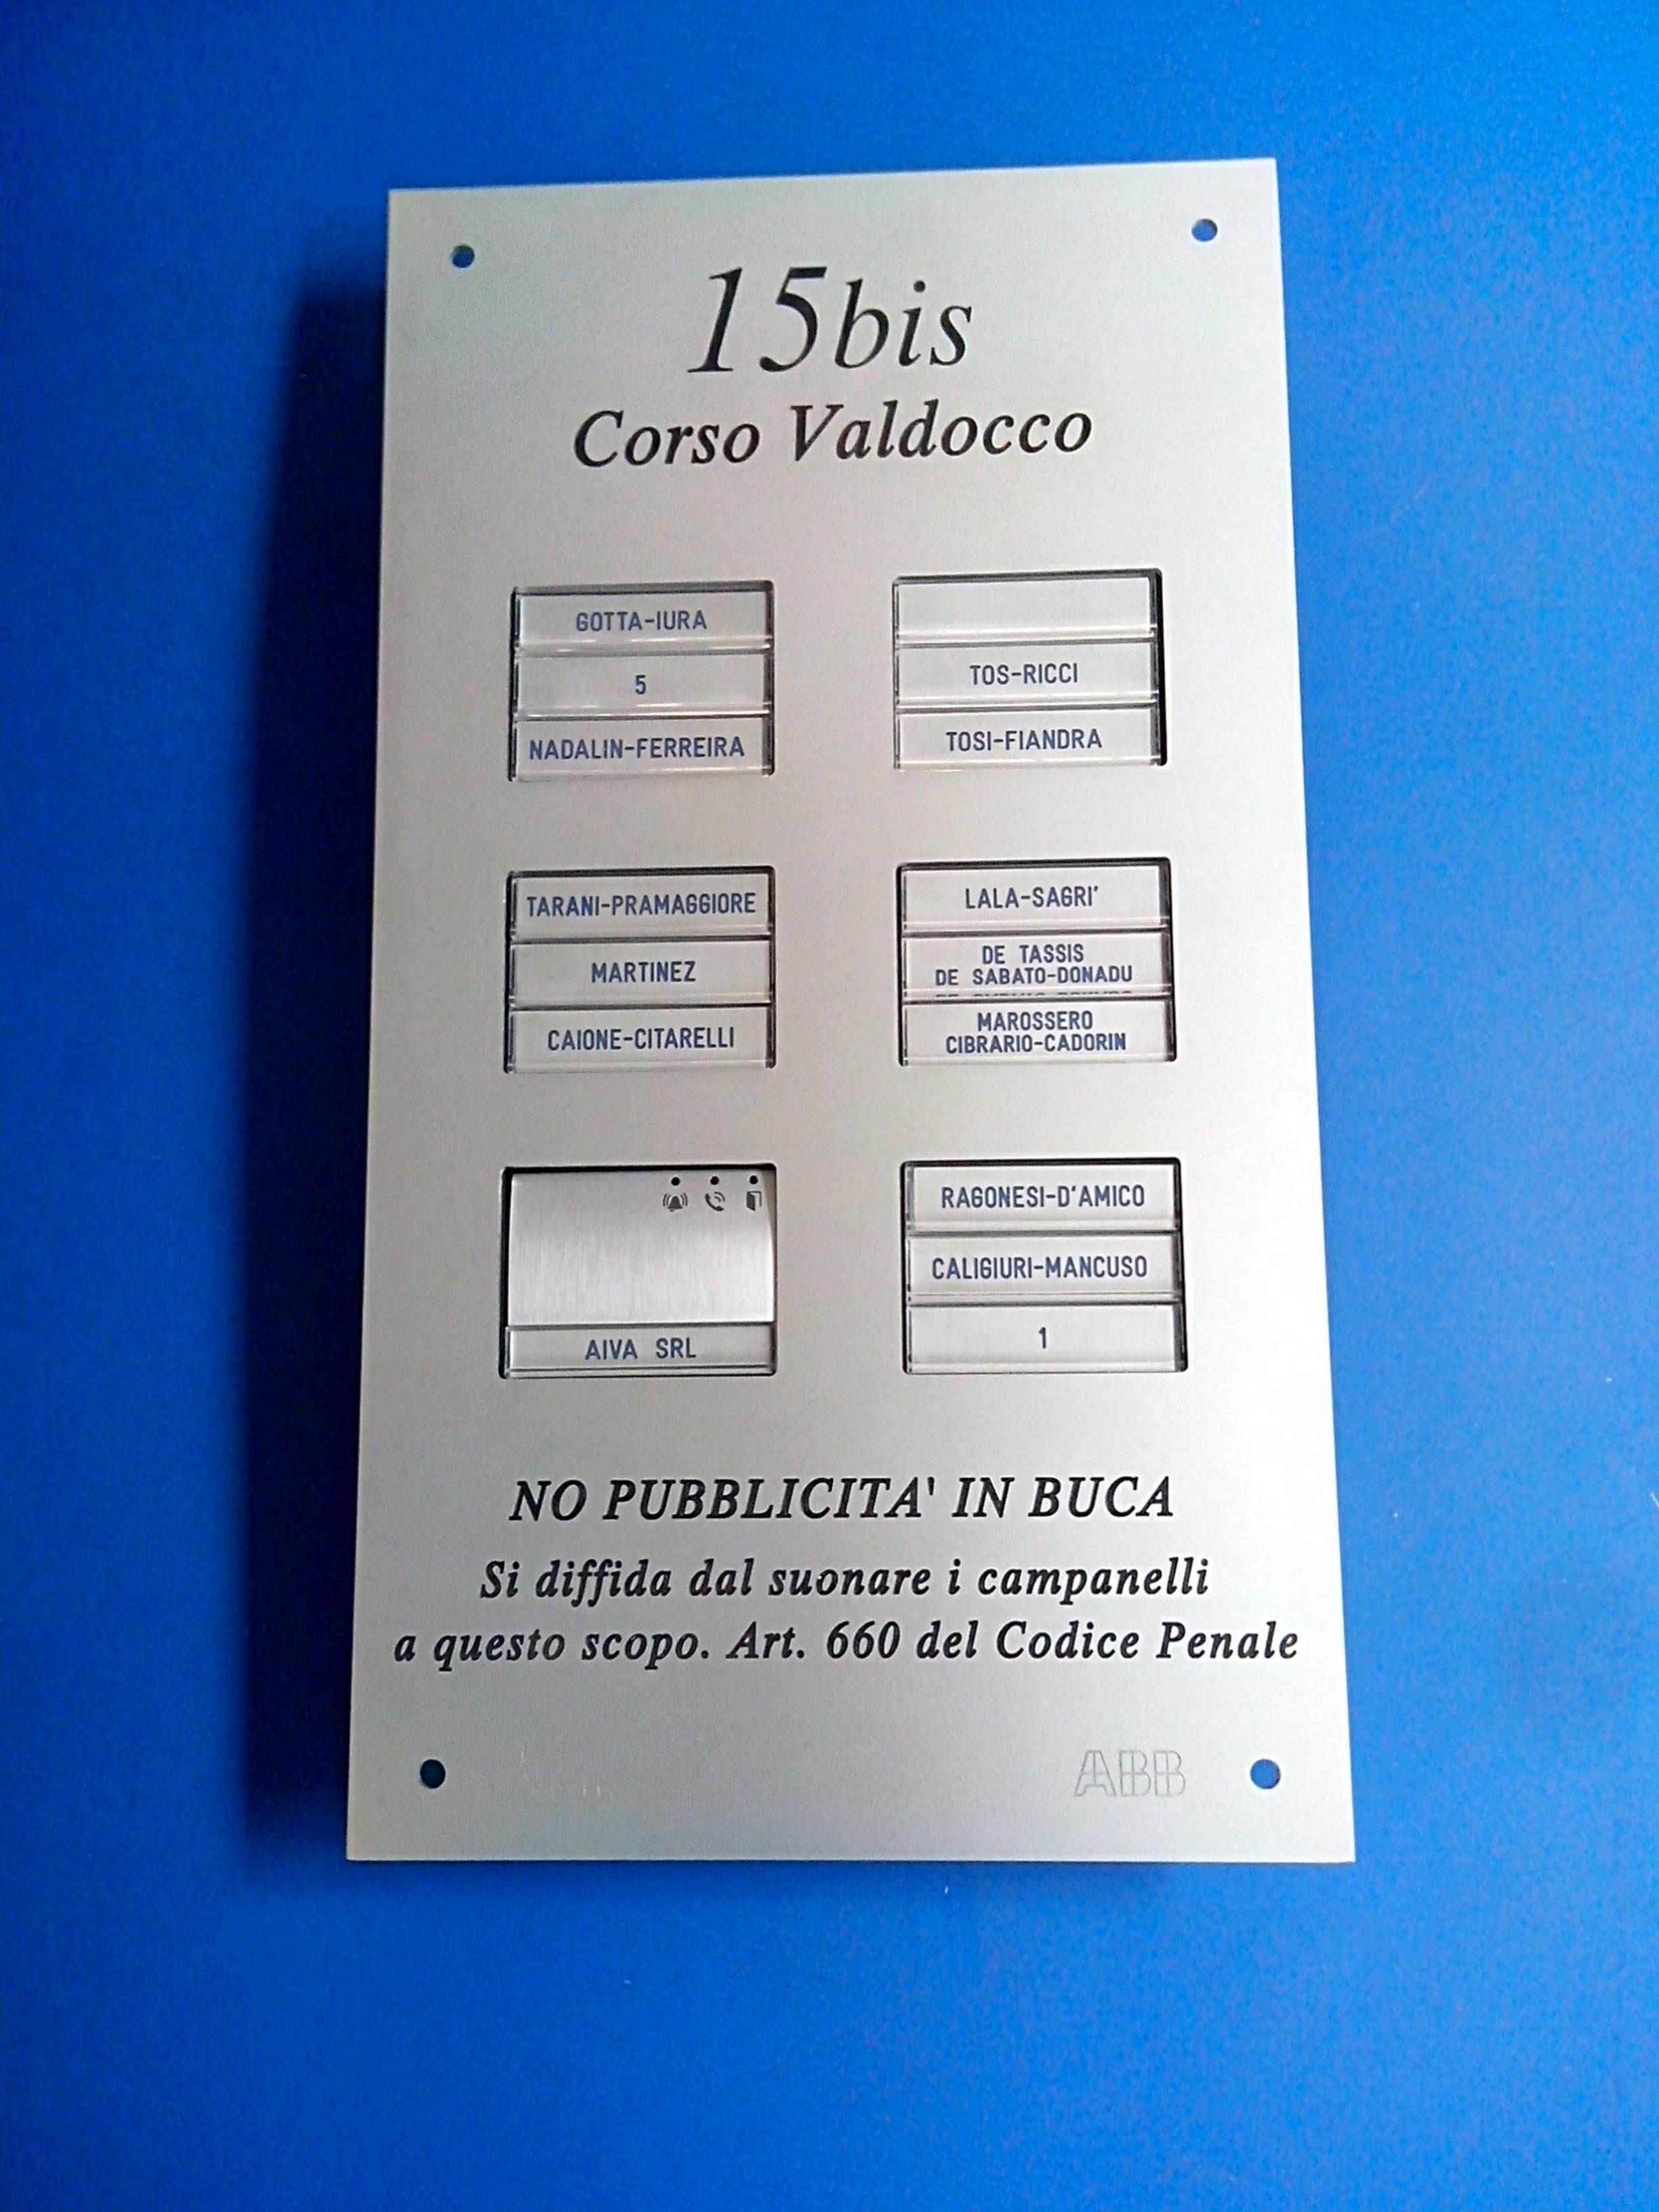 15bis
Corso Valdocco
GOTTA-IURA
5
NADALIN-FERREIRA
TOS-RICCI
TOSI-FIANDRA
TARANI-PRAMAGGIORE
MARTINEZ
CAIONE-CITARELLI
LALA-SAGRI'
DE TASSIS
DE SABATO-DONADU
MAROSSERO
CIBRARIO-CADORIN
AIVA SRL
RAGONESI-D'AMICO
CALIGIURI-MANCUSO
1
NO PUBBLICITA' IN BUCA
Si diffida dal suonare i campanelli
a questo scopo. Art. 660 del Codice Penale
ABB